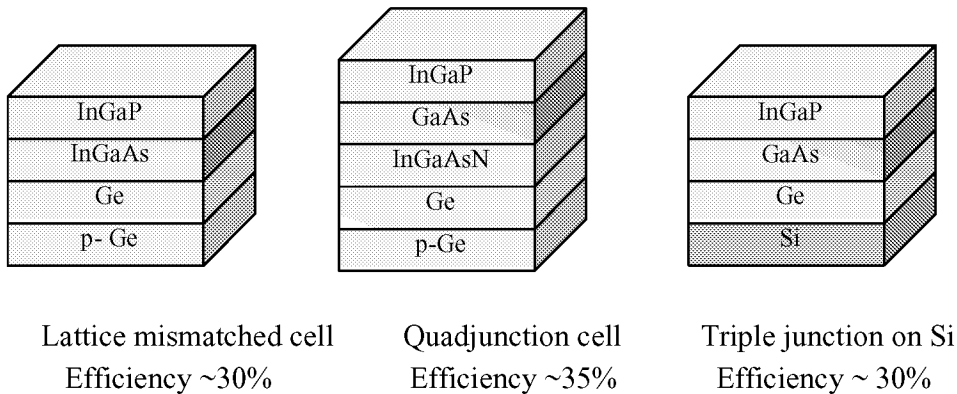 InGaP
InGaAs
Ge
p- Ge
Lattice mismatched cell
Efficiency ~30%
InGaP
GaAs
InGaAsN
Ge
p-Ge
Quadjunction cell
Efficiency ~35%
InGaP
GaAs
Ge
Si
Triple junction on Si
Efficiency ~ 30%